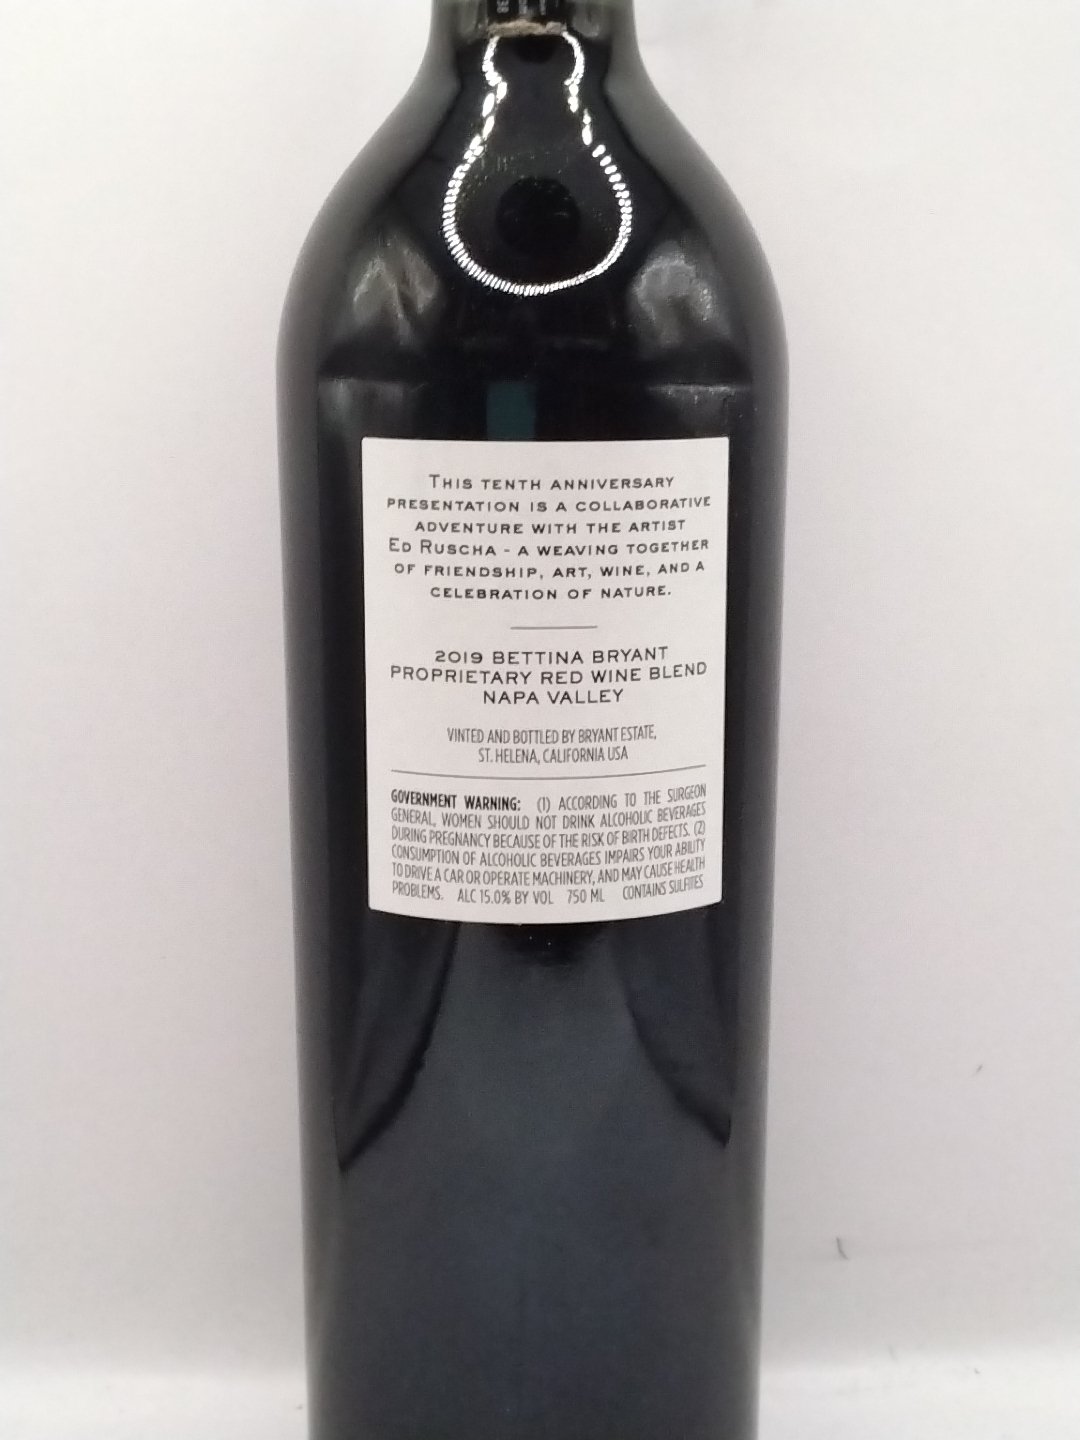 THIS TENTH ANNIVERSARY
PRESENTATION IS A COLLABORATIVE
ADVENTURE WITH THE ARTIST
ED RUSCHA - A WEAVING TOGETHER
OF FRIENDSHIP, ART, WINE, AND A
CELEBRATION OF NATURE.
2019 BETTINA BRYANT
PROPRIETARY RED WINE BLEND
NAPA VALLEY
VINTED AND BOTTLED BY BRYANT ESTATE,
ST. HELENA, CALIFORNIA USA
GOVERNMENT WARNING: (1) ACCORDING TO THE SURGEON
GENERAL, WOMEN SHOULD NOT DRINK ALCOHOLIC BEVERAGES
DURING PREGNANCY BECAUSE OF THE RISK OF BIRTH DEFECTS. (2)
CONSUMPTION OF ALCOHOLIC BEVERAGES IMPAIRS YOUR ABILITY
TO DRIVE A CAR OR OPERATE MACHINERY, AND MAY CAUSE HEALTH
PROBLEMS. ALC 15.0% BY VOL 750 ML CONTAINS SULFITES